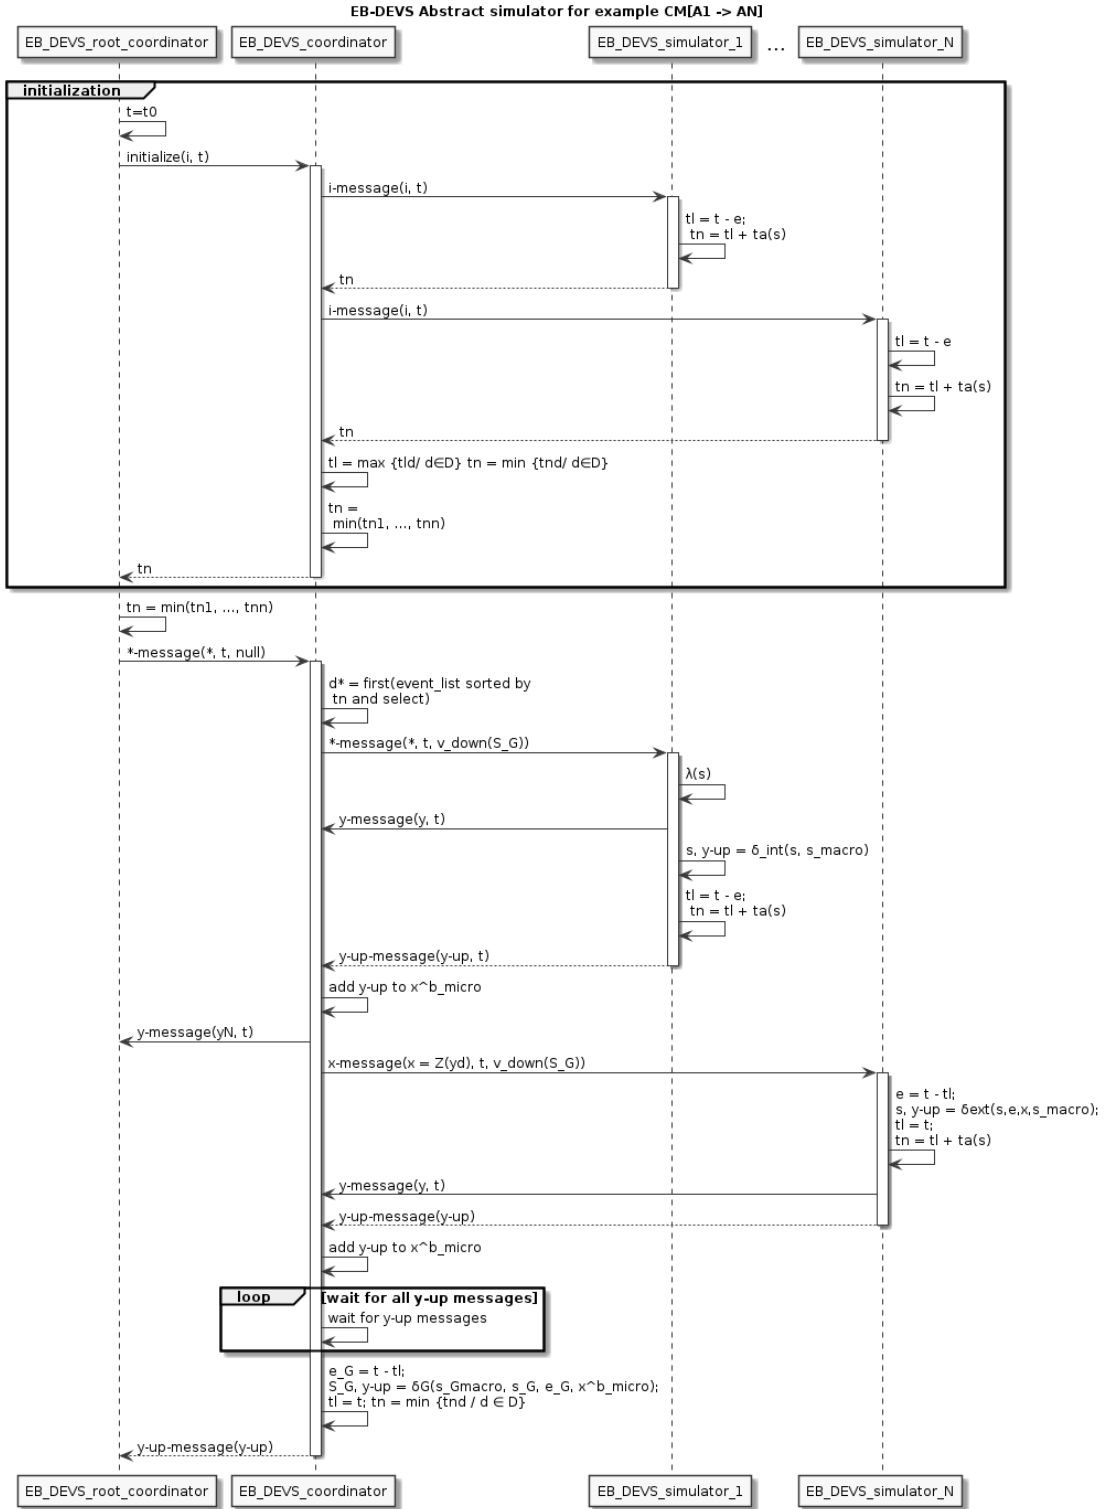 EB-DEVS Abstract simulator for example CM[A1 -> AN]
EB_DEVS_root_coordinator EB_DEVS_coordinator EB_DEVS_simulator_1 ... EB_DEVS_simulator_N
initialization
t=t0
initialize(i, t)
i-message(i, t)
tl = t - e;
tn = tl + ta(s)
tn
i-message(i, t)
tl = t - e
tn = tl + ta(s)
tn
tl = max {tld/ d∈D} tn = min {tnd/ d∈D}
tn =
min(tn1, ..., tnn)
tn
tn = min(tn1, ..., tnn)
*-message(*, t, null)
d* = first(event_list sorted by
tn and select)
*-message(*, t, v_down(S_G))
λ(s)
y-message(y, t)
s, y-up = δ_int(s, s_macro)
tl = t - e;
tn = tl + ta(s)
y-up-message(y-up, t)
add y-up to x^b_micro
y-message(yN, t)
x-message(x = Z(yd), t, v_down(S_G))
e = t - tl;
s, y-up = δext(s,e,x,s_macro);
tl = t;
tn = tl + ta(s)
y-message(y, t)
y-up-message(y-up)
add y-up to x^b_micro
loop [wait for all y-up messages]
wait for y-up messages
e_G = t - tl;
S_G, y-up = δG(s_Gmacro, s_G, e_G, x^b_micro);
tl = t; tn = min {tnd / d ∈ D}
y-up-message(y-up)
EB_DEVS_root_coordinator EB_DEVS_coordinator EB_DEVS_simulator_1 EB_DEVS_simulator_N